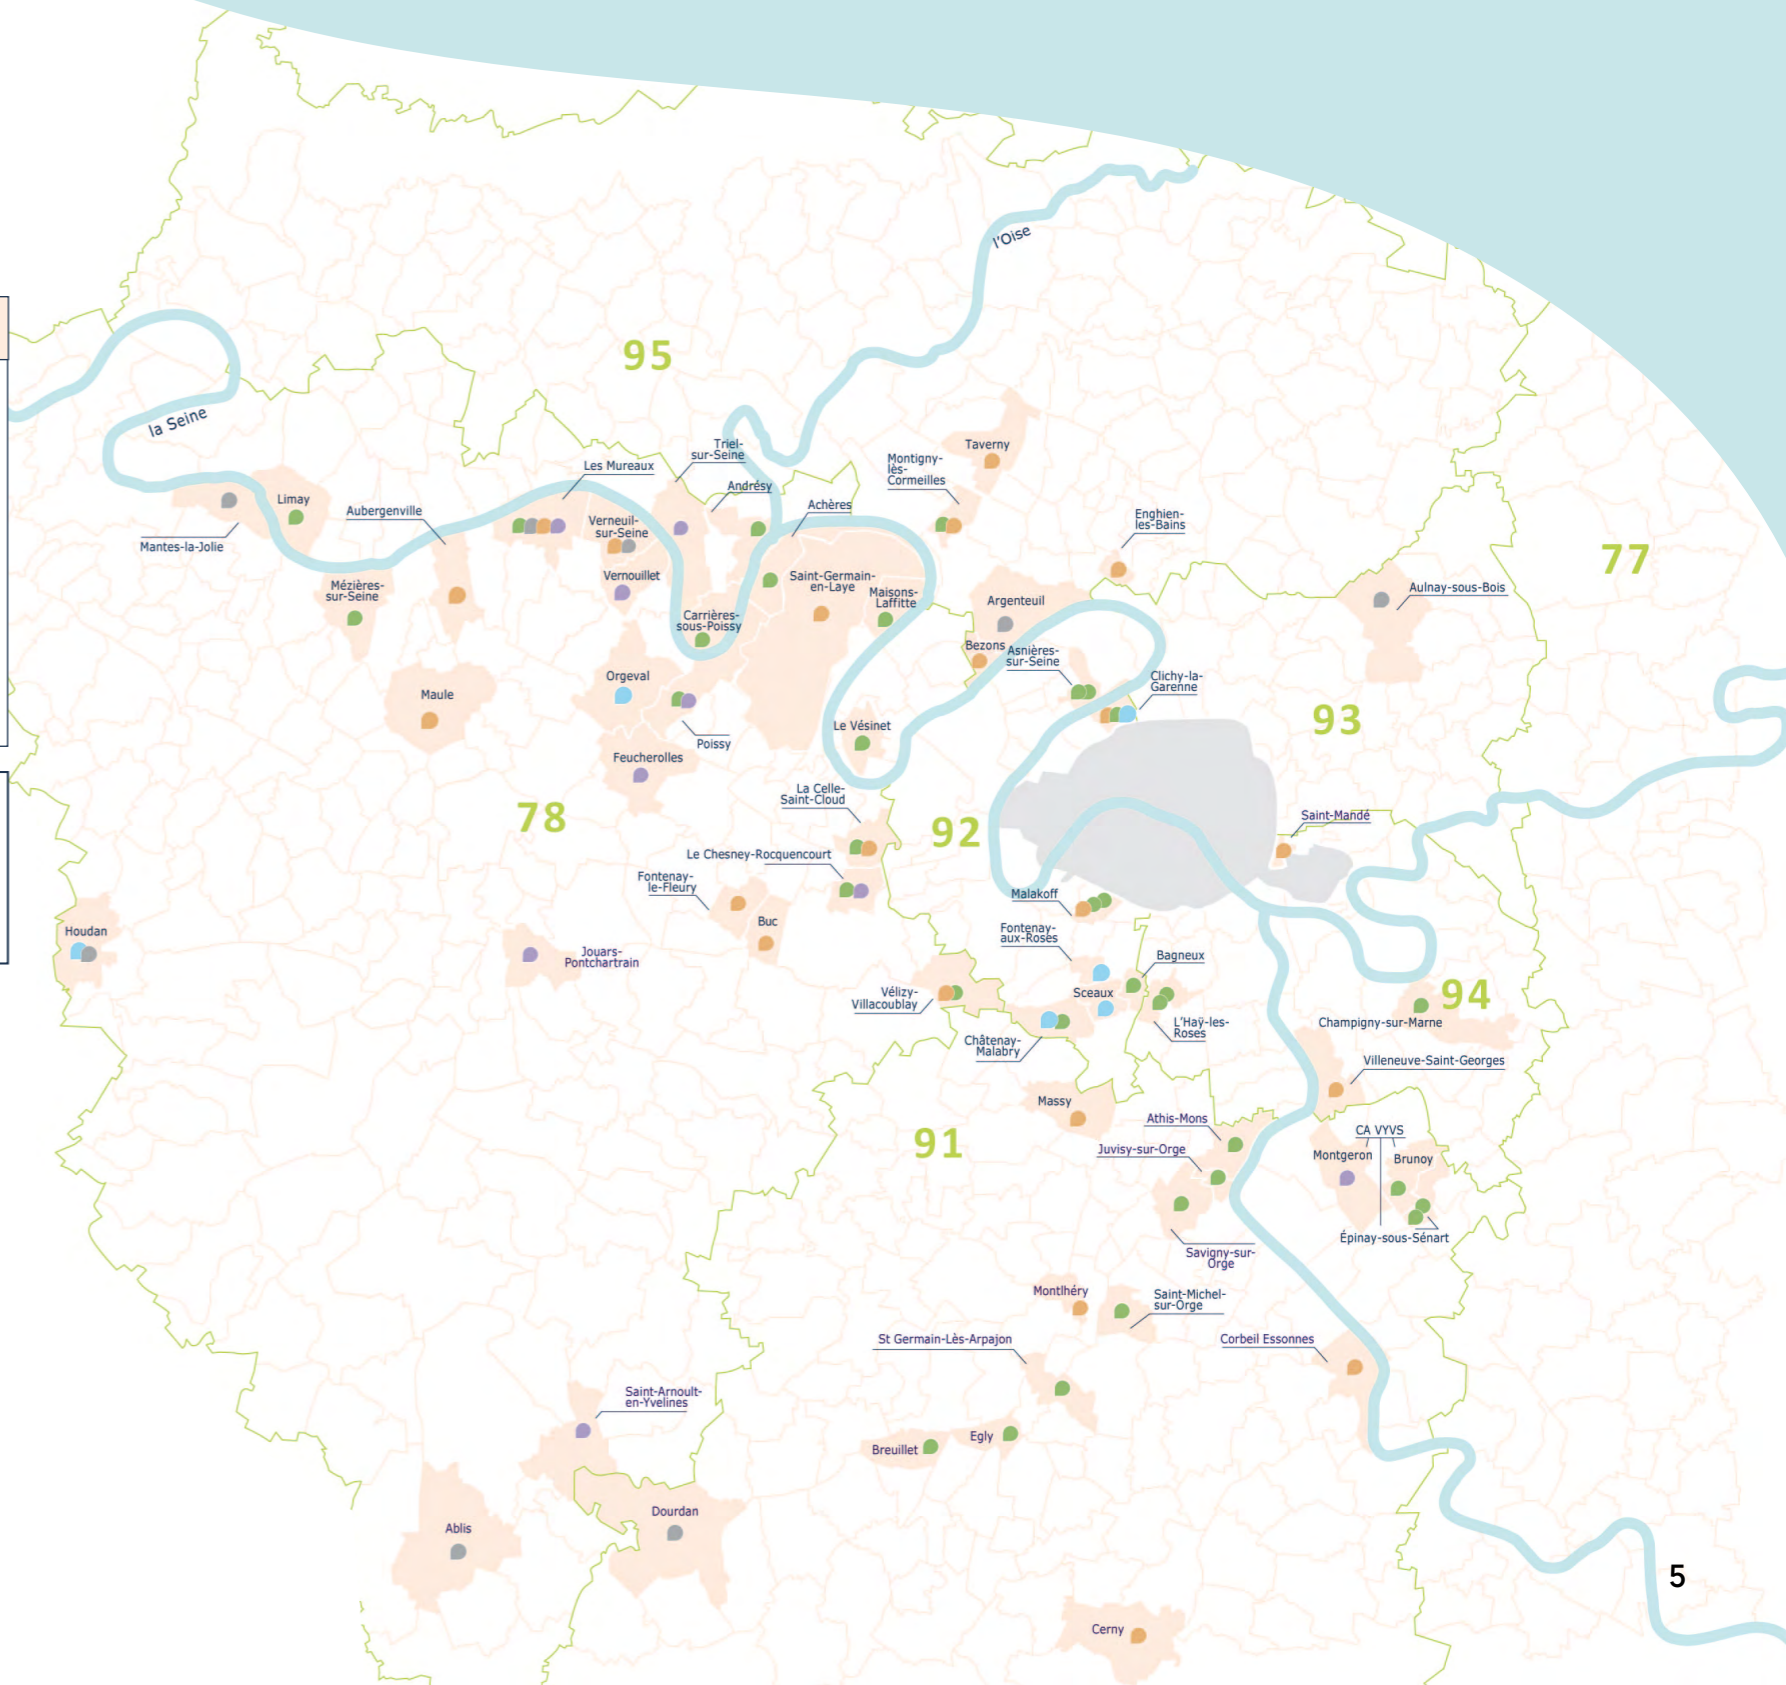 l'Oise
95
la Seine
Triel-
sur-Seine
Taverny
Montigny-
lès-
Cormeilles
Les Mureaux
Andrésy
Limay
Aubergenville
Achères
Enghien-
les-Bains
Verneuil-
sur-Seine
Mantes-la-Jolie
77
Mézières-
sur-Seine
Vernouillet
Saint-Germain-
en-Laye
Maisons-
Laffitte
Aulnay-sous-Bois
Argenteuil
Carrières-
sous-Poissy
Bezons
Asnières-
sur-Seine
Orgeval
Clichy-la-
Garenne
Maule
93
Le Vésinet
Poissy
Feucherolles
La Celle-
Saint-Cloud
78
92
Saint-Mandé
Le Chesney-Rocquencourt
Fontenay-
le-Fleury
Malakoff
Buc
Houdan
Fontenay-
aux-Roses
Jouars-
Pontchartrain
Bagneux
Vélizy-
Villacoublay
Sceaux
94
L'Haÿ-les-
Roses
Champigny-sur-Marne
Châtenay-
Malabry
Villeneuve-Saint-Georges
Massy
Athis-Mons
91
CA VYVS
Juvisy-sur-Orge
Montgeron
Brunoy
Épinay-sous-Sénart
Savigny-sur-
Orge
Montlhéry
Saint-Michel-
sur-Orge
St Germain-Lès-Arpajon
Corbeil Essonnes
Saint-Arnoult-
en-Yvelines
Egly
Breuillet
Dourdan
Ablis
5
Cerny